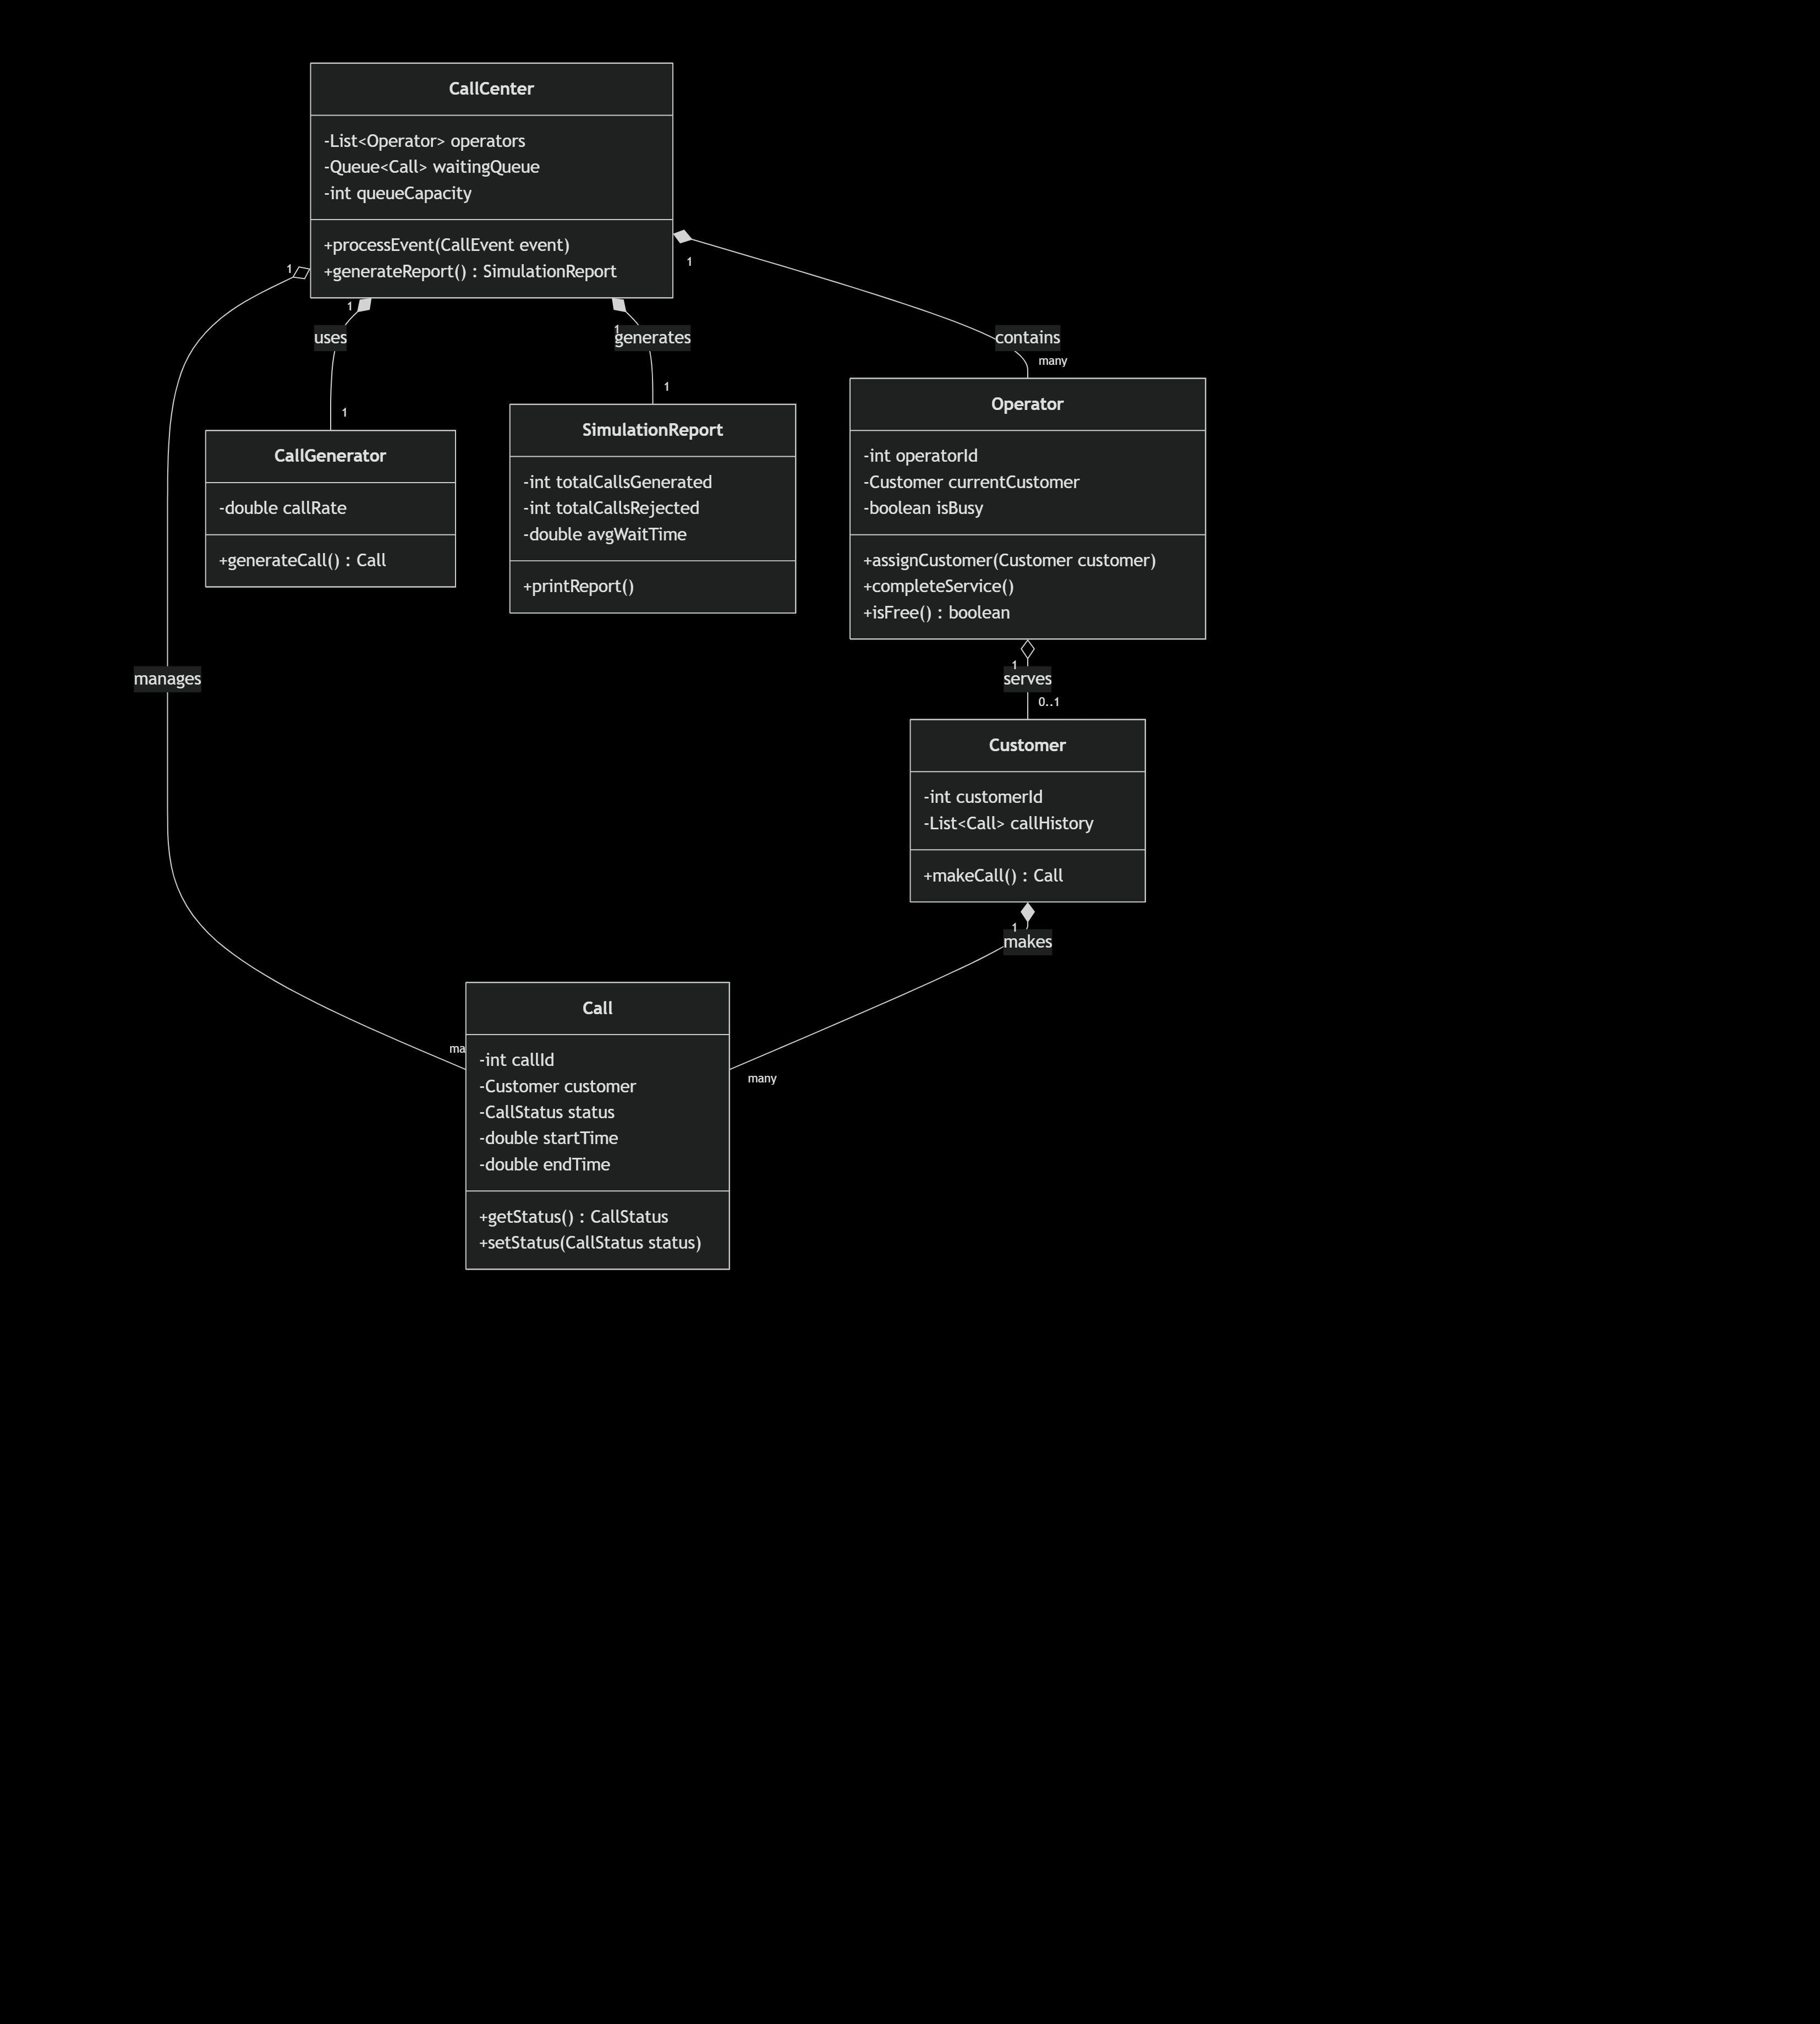 CallCenter
-List<Operator> operators
-Queue<Call> waitingQueue
-int queueCapacity
+processEvent(CallEvent event)
+generateReport() : SimulationReport
1
1
1
1
uses
generates
contains
many
1
1
CallGenerator
-double callRate
+generateCall() : Call
SimulationReport
-int totalCallsGenerated
-int totalCallsRejected
-double avgWaitTime
+printReport()
Operator
-int operatorId
-Customer currentCustomer
-boolean isBusy
+assignCustomer(Customer customer)
+completeService()
+isFree() : boolean
manages
1
serves
0..1
Customer
-int customerId
-List<Call> callHistory
+makeCall() : Call
1
makes
ma
many
Call
-int callId
-Customer customer
-CallStatus status
-double startTime
-double endTime
+getStatus() : CallStatus
+setStatus(CallStatus status)